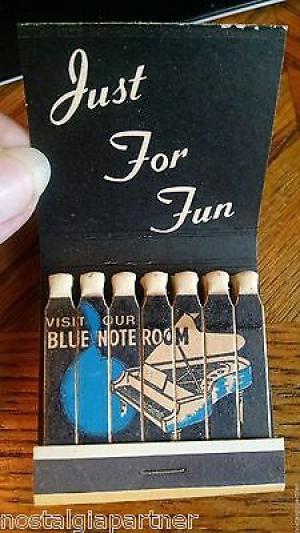 Just
For
Fun
VISIT OUR
BLUE NOTE ROOM
nostalgiapartner